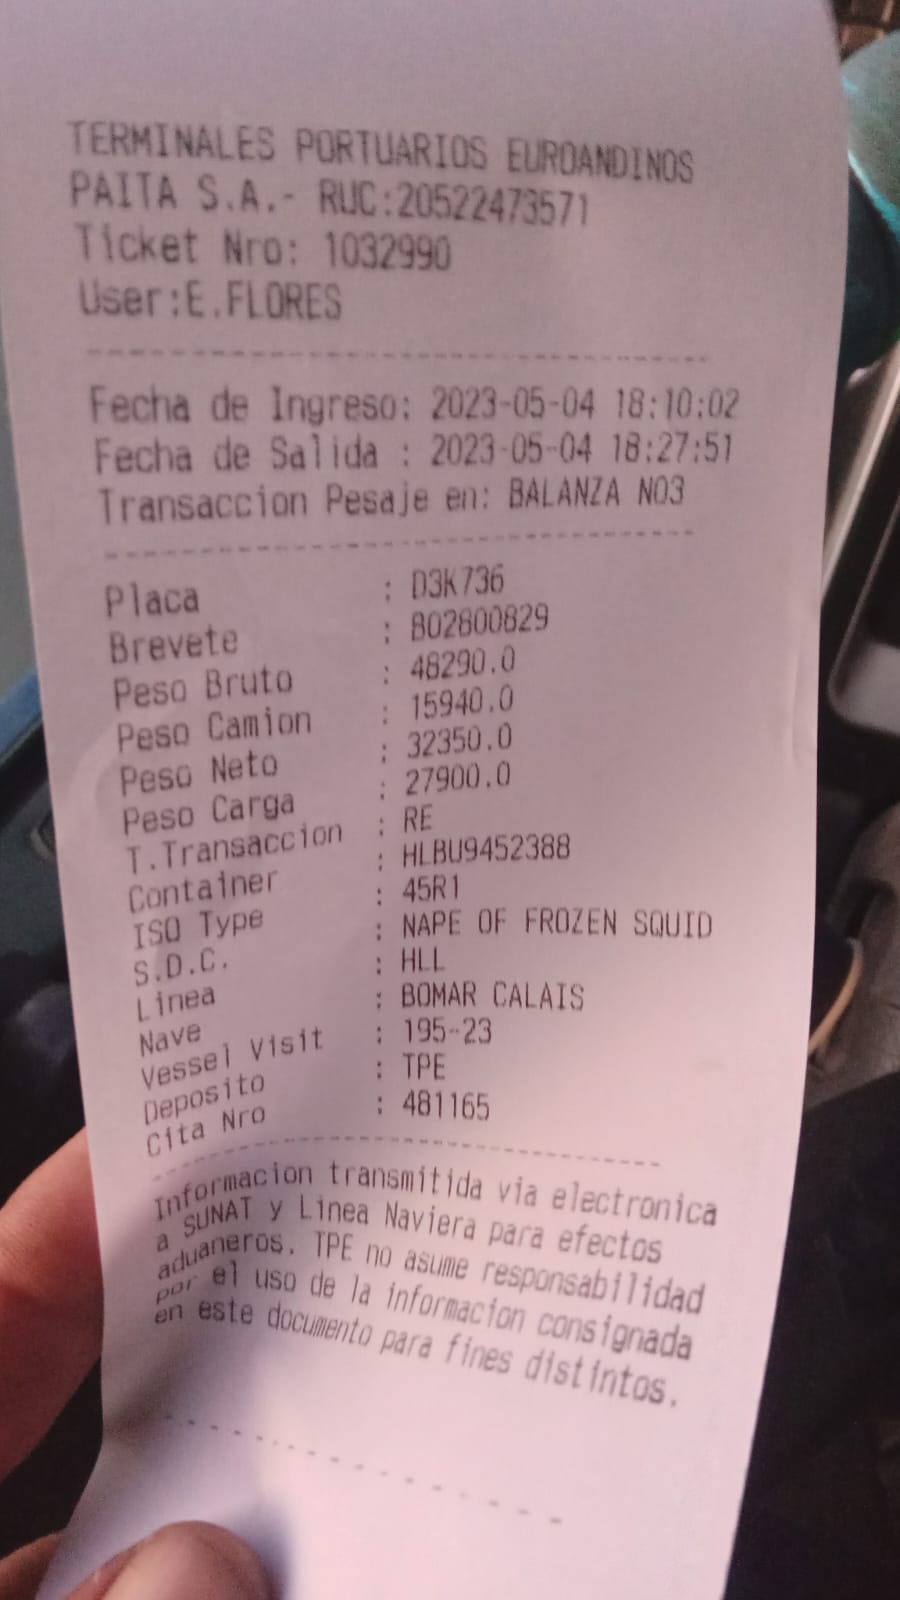 TERMINALES PORTUARIOS EUROANDINOS
PAITA S.A.- RUC:20522473571
Ticket Nro: 1032990
User:E.FLORES
Fecha de Ingreso: 2023-05-04 18:10:02
Fecha de Salida : 2023-05-04 18:27:51
Transaccion Pesaje en: BALANZA NO3
Placa : D3K736
Brevete : B02800829
Peso Bruto : 48290.0
Peso Camion : 15940.0
Peso Neto : 32350.0
Peso Carga : 27900.0
T.Transaccion : RE
Container : HLBU9452388
ISO Type : 45R1
S.D.C. : NAPE OF FROZEN SQUID
Linea : HLL
Nave : BOMAR CALAIS
Vessel Visit : 195-23
Deposito : TPE
Cita Nro : 481165
Informacion transmitida via electronica
a SUNAT y Linea Naviera para efectos
aduaneros. TPE no asume responsabilidad
por el uso de la informacion consignada
en este documento para fines distintos.